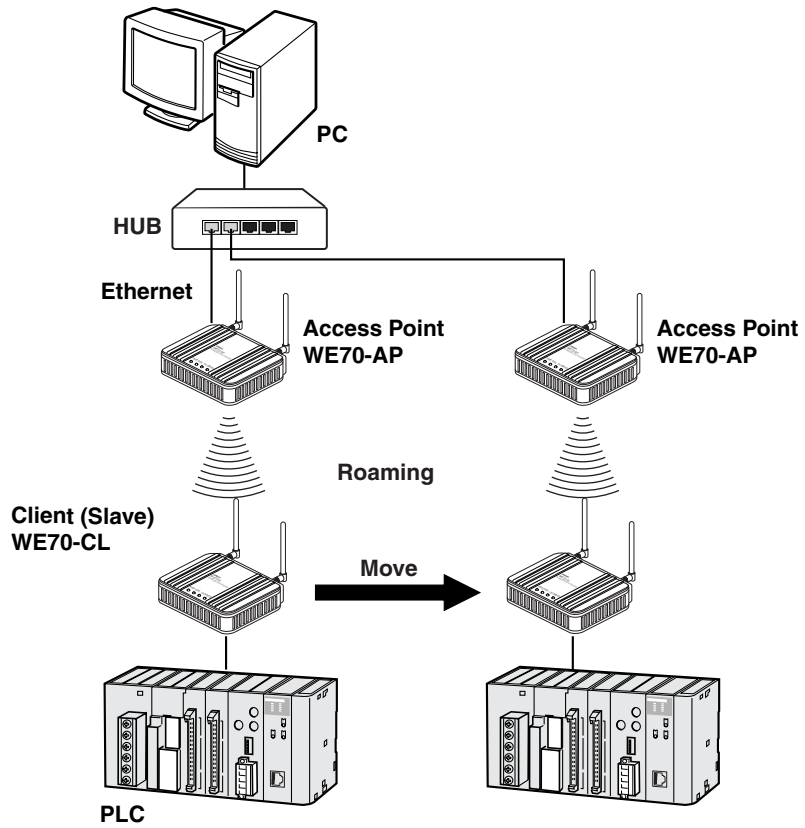 PC
HUB
Ethernet
Access Point
WE70-AP
Access Point
WE70-AP
Roaming
Client (Slave)
WE70-CL
Move
PLC